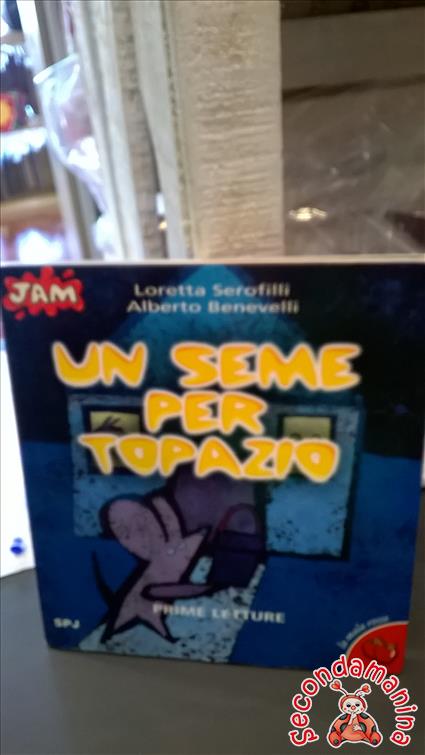 JAM
Loretta Serofilli
Alberto Benevelli
UN SEME
PER
TOPAZIO
PRIME LETTURE
SPJ
Secondamanina